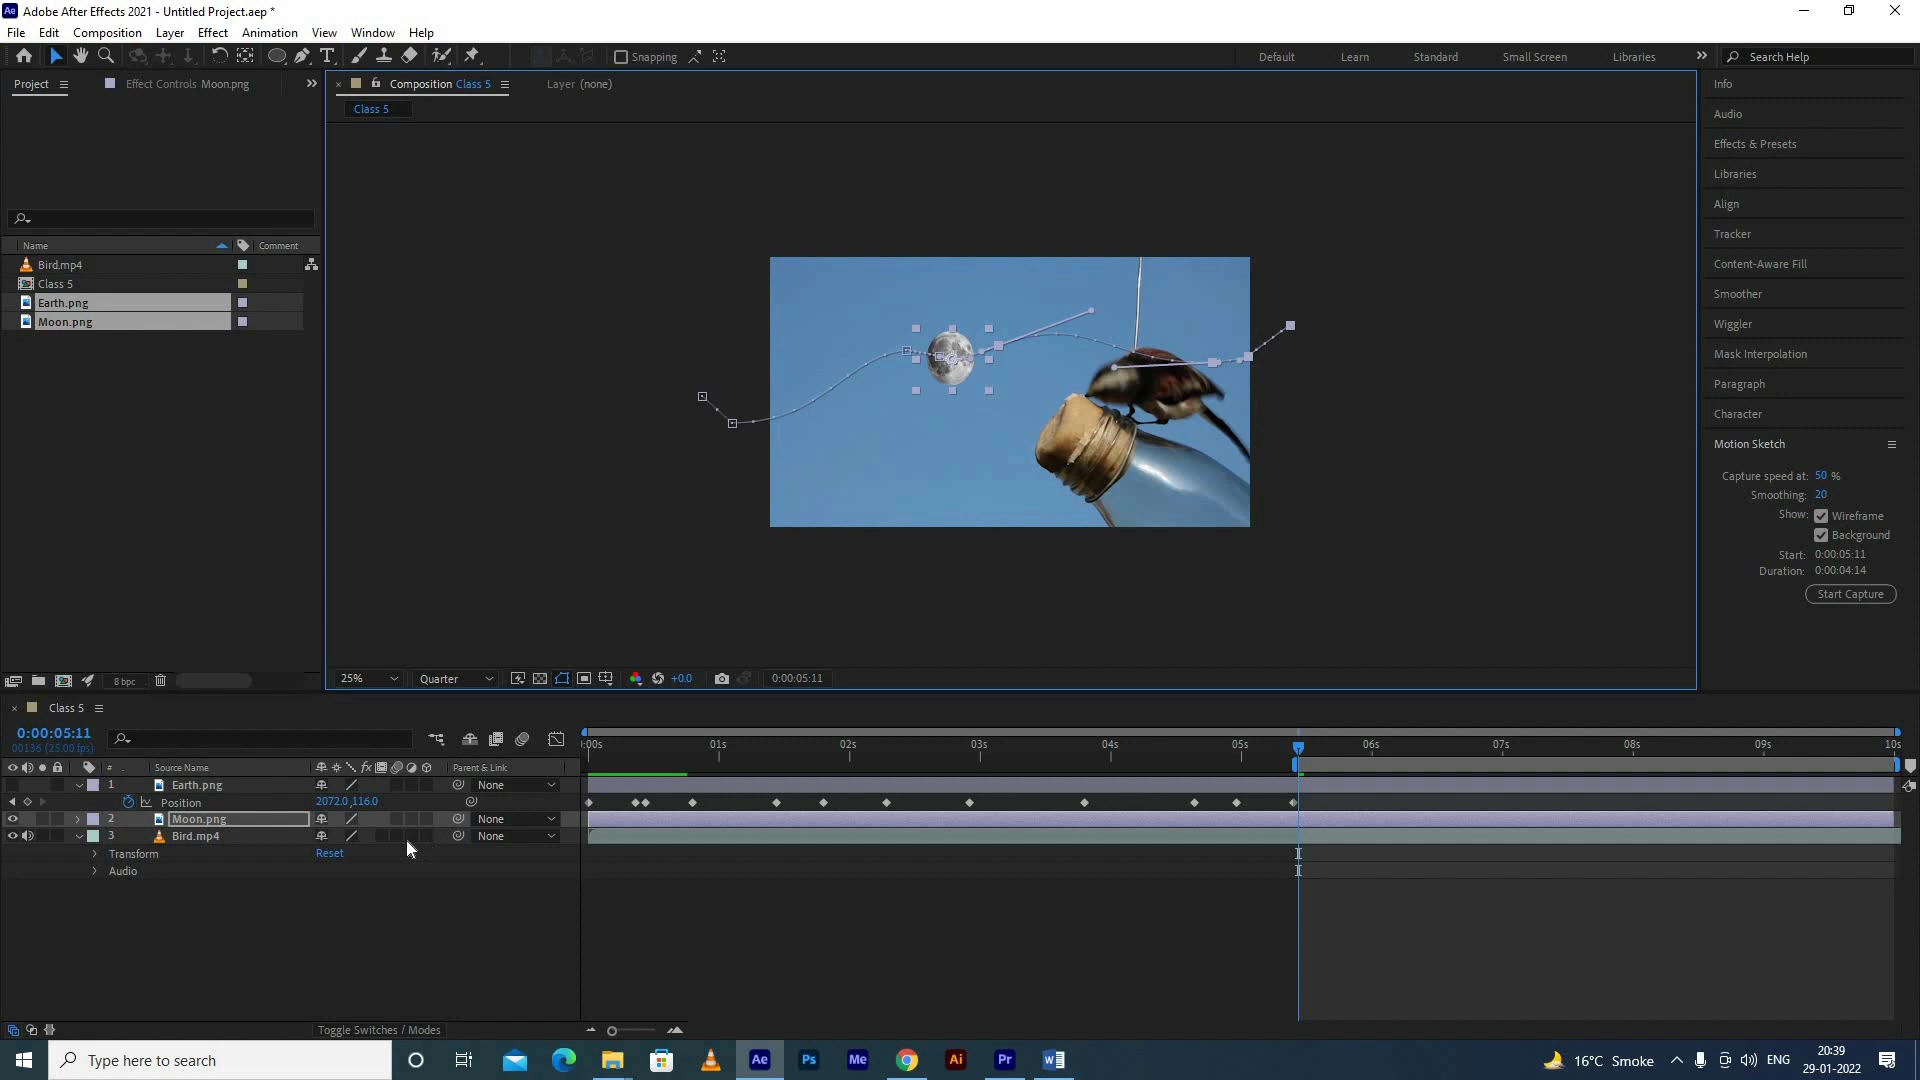 Ae Adobe After Effects 2021 - Untitled Project.aep *
File Edit Composition Layer Effect Animation View Window Help
Snapping Default Learn Standard Small Screen Libraries Search Help
Project Effect Controls Moon.png
Composition Class 5 Layer (none)
Class 5
Name Comment
Bird.mp4
Class 5
Earth.png
Moon.png
8 bpc
25% Quarter +0.0 0:00:05:11
Info
Audio
Effects & Presets
Libraries
Align
Tracker
Content-Aware Fill
Smoother
Wiggler
Mask Interpolation
Paragraph
Character
Motion Sketch
Capture speed at: 50 %
Smoothing: 20
Show: Wireframe
Background
Start: 0:00:05:11
Duration: 0:00:04:14
Start Capture
Class 5
0:00:05:11
00136 (25.00 fps)
:00s 01s 02s 03s 04s 05s 06s 07s 08s 09s 10s
# Source Name fx Parent & Link
1 Earth.png None
Position 2072.0,116.0
2 Moon.png None
3 Bird.mp4 None
Transform Reset
Audio
Toggle Switches / Modes
Type here to search Ae Ps Me Ai Pr 16°C Smoke ENG 20:39
29-01-2022